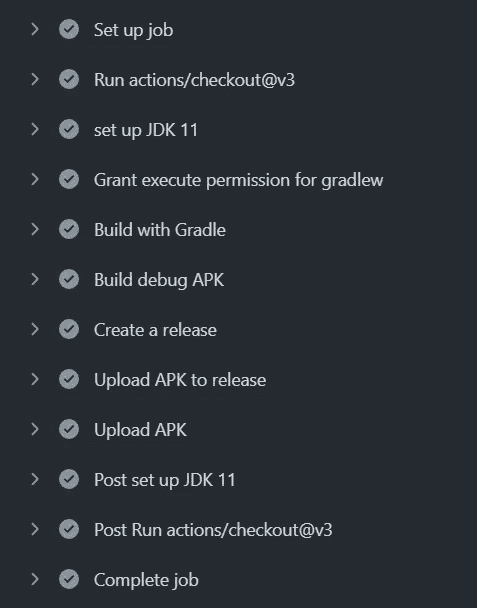 Set up job
Run actions/checkout@v3
set up JDK 11
Grant execute permission for gradlew
Build with Gradle
Build debug APK
Create a release
Upload APK to release
Upload APK
Post set up JDK 11
Post Run actions/checkout@v3
Complete job